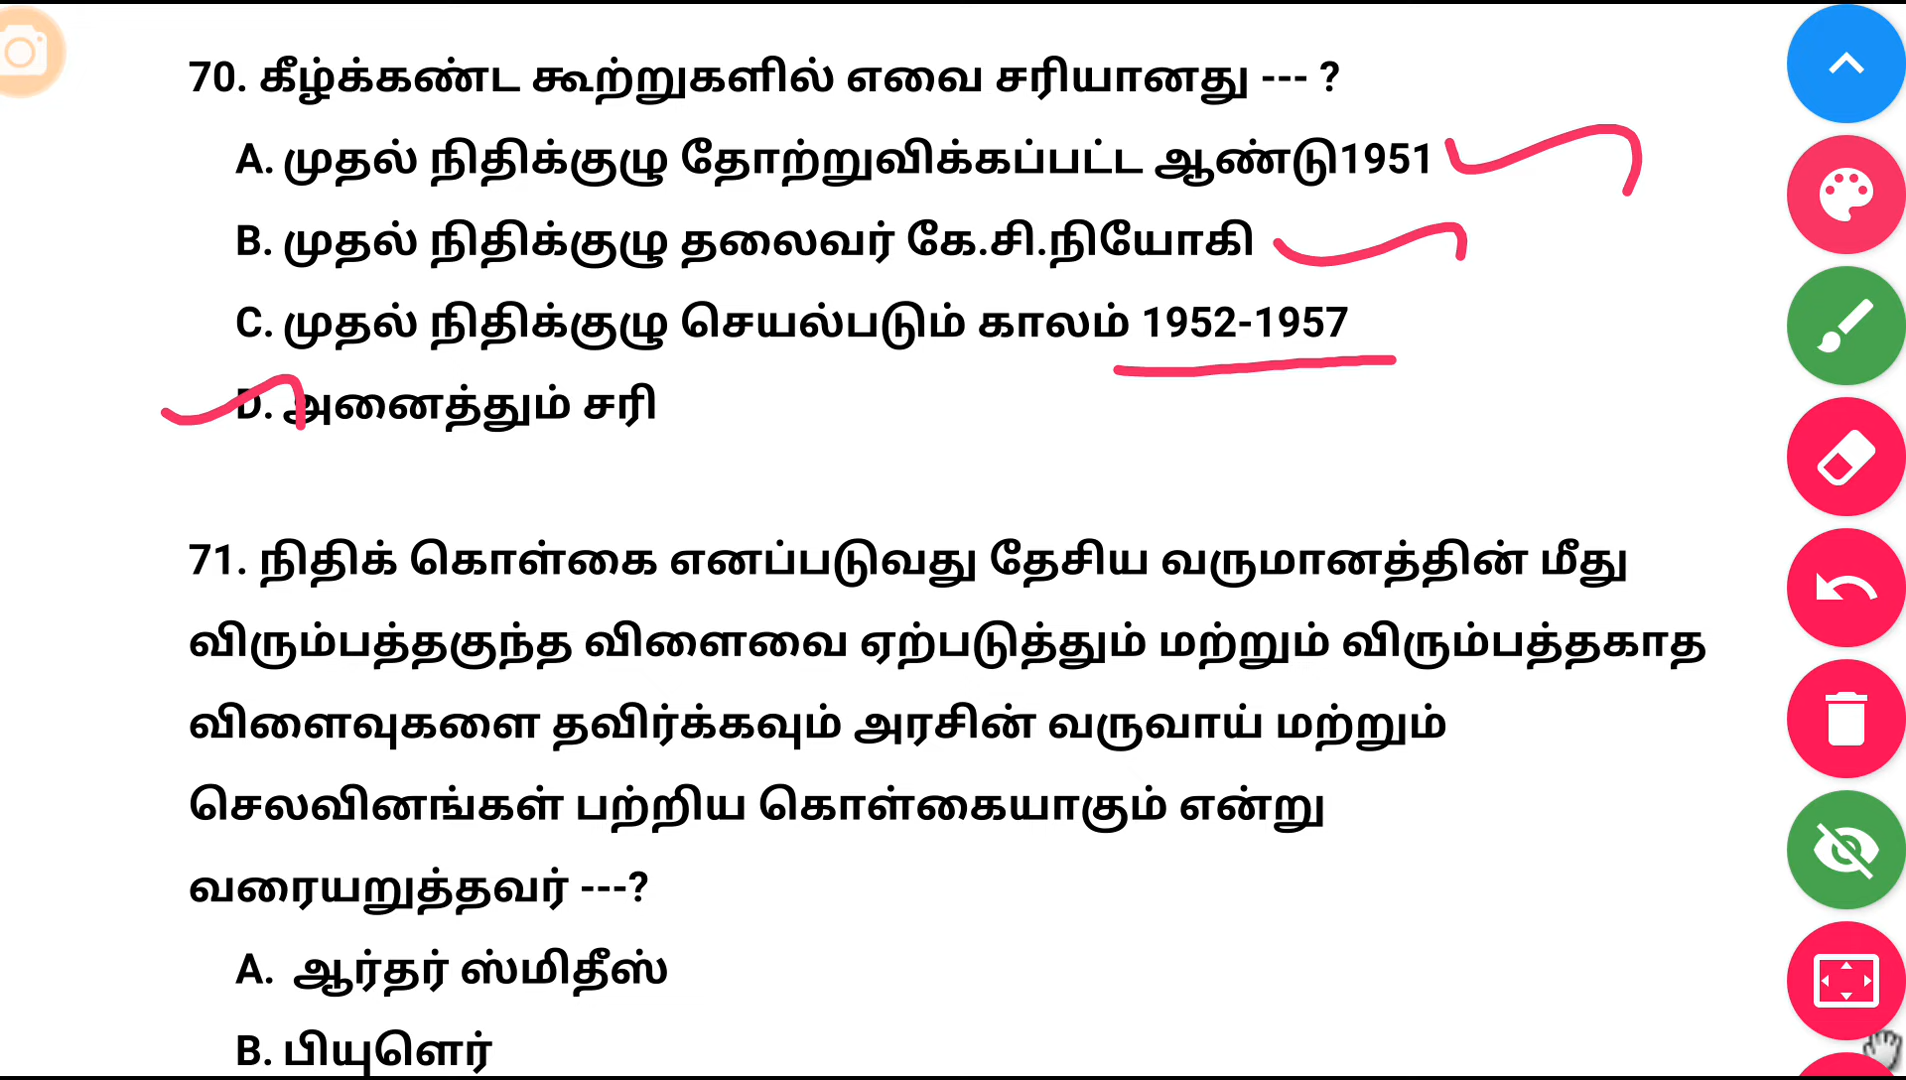 70. கீழ்க்கண்ட கூற்றுகளில் எவை சரியானது --- ?
A. முதல் நிதிக்குழு தோற்றுவிக்கப்பட்ட ஆண்டு1951
B. முதல் நிதிக்குழு தலைவர் கே.சி.நியோகி
C. முதல் நிதிக்குழு செயல்படும் காலம் 1952-1957
D. அனைத்தும் சரி
71. நிதிக் கொள்கை எனப்படுவது தேசிய வருமானத்தின் மீது
விரும்பத்தகுந்த விளைவை ஏற்படுத்தும் மற்றும் விரும்பத்தகாத
விளைவுகளை தவிர்க்கவும் அரசின் வருவாய் மற்றும்
செலவினங்கள் பற்றிய கொள்கையாகும் என்று
வரையறுத்தவர் ---?
A. ஆர்தர் ஸ்மிதீஸ்
B. பியுளெர்